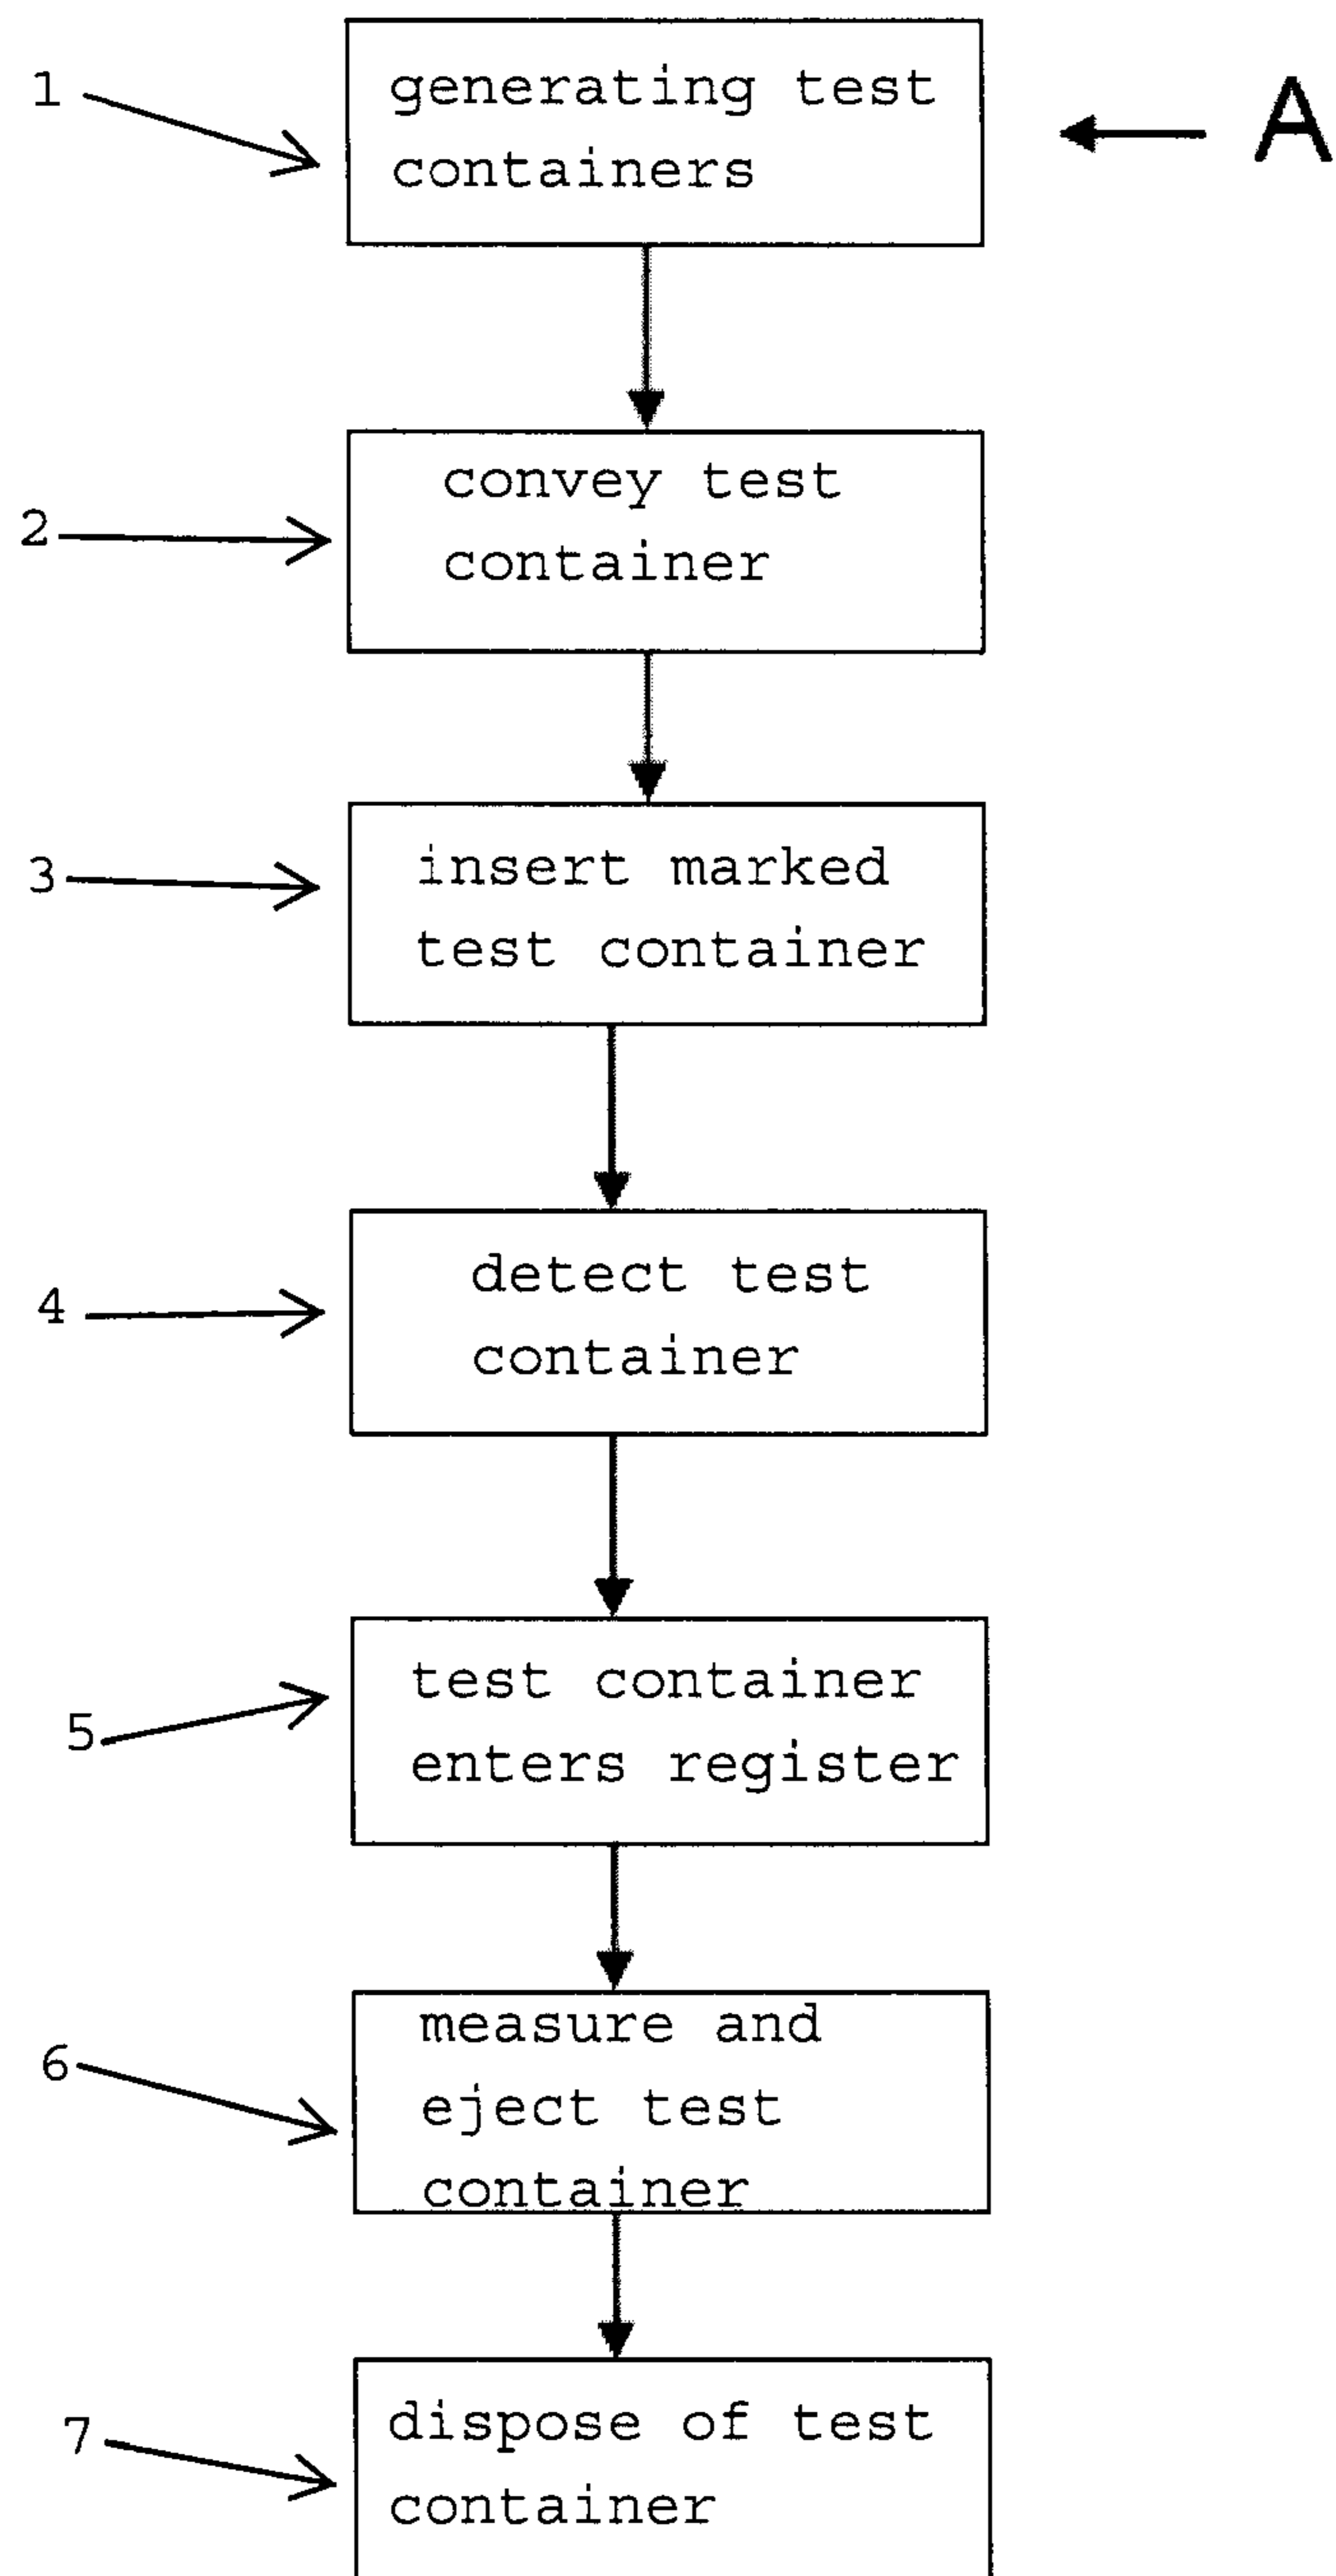 1
generating test
containers
A
2
convey test
container
3
insert marked
test container
4
detect test
container
5
test container
enters register
6
measure and
eject test
container
7
dispose of test
container